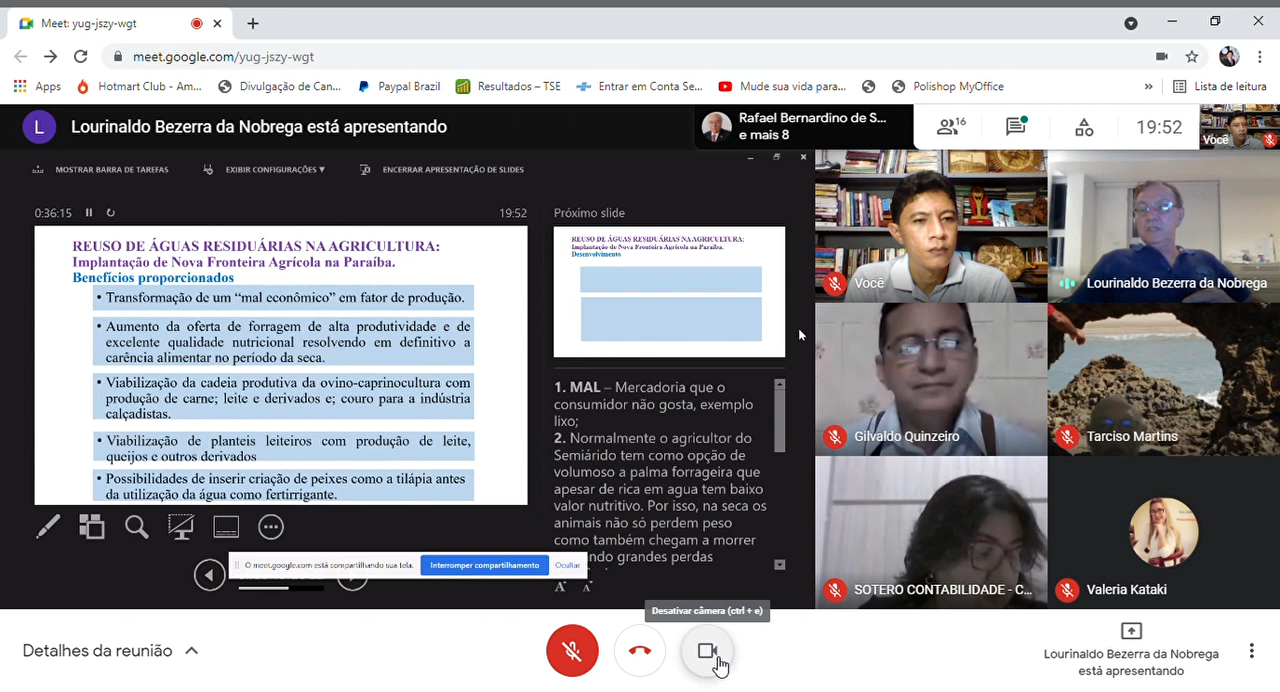 Meet: yug-jszy-wgt
meet.google.com/yug-jszy-wgt
Apps
Hotmart Club - Am...
Divulgação de Can...
Paypal Brazil
Resultados – TSE
Entrar em Conta Se...
Mude sua vida para...
Polishop MyOffice
»
Lista de leitura
L
Lourinaldo Bezerra da Nobrega está apresentando
Rafael Bernardino de S...
e mais 8
16
19:52
Você
MOSTRAR BARRA DE TAREFAS
EXIBIR CONFIGURAÇÕES ▼
ENCERRAR APRESENTAÇÃO DE SLIDES
0:36:15
19:52
REUSO DE ÁGUAS RESIDUÁRIAS NA AGRICULTURA:
Implantação de Nova Fronteira Agrícola na Paraíba.
Benefícios proporcionados
• Transformação de um “mal econômico” em fator de produção.
• Aumento da oferta de forragem de alta produtividade e de
excelente qualidade nutricional resolvendo em definitivo a
carência alimentar no período da seca.
• Viabilização da cadeia produtiva da ovino-caprinocultura com
produção de carne; leite e derivados e; couro para a indústria
calçadistas.
• Viabilização de planteis leiteiros com produção de leite,
queijos e outros derivados
• Possibilidades de inserir criação de peixes como a tilápia antes
da utilização da água como fertirrigante.
Próximo slide
REUSO DE ÁGUAS RESIDUÁRIAS NA AGRICULTURA:
Implantação de Nova Fronteira Agrícola na Paraíba.
Desenvolvimento
1. MAL – Mercadoria que o
consumidor não gosta, exemplo
lixo;
2. Normalmente o agricultor do
Semiárido tem como opção de
volumoso a palma forrageira que
apesar de rica em agua tem baixo
valor nutritivo. Por isso, na seca os
animais não só perdem peso
como também chegam a morrer
grandes perdas
O meet.google.com está compartilhando sua tela.
Interromper compartilhamento
Ocultar
A A
Você
Lourinaldo Bezerra da Nobrega
Gilvaldo Quinzeiro
Tarciso Martins
SOTERO CONTABILIDADE - C...
Valeria Kataki
Desativar câmera (ctrl + e)
Detalhes da reunião
Lourinaldo Bezerra da Nobrega
está apresentando